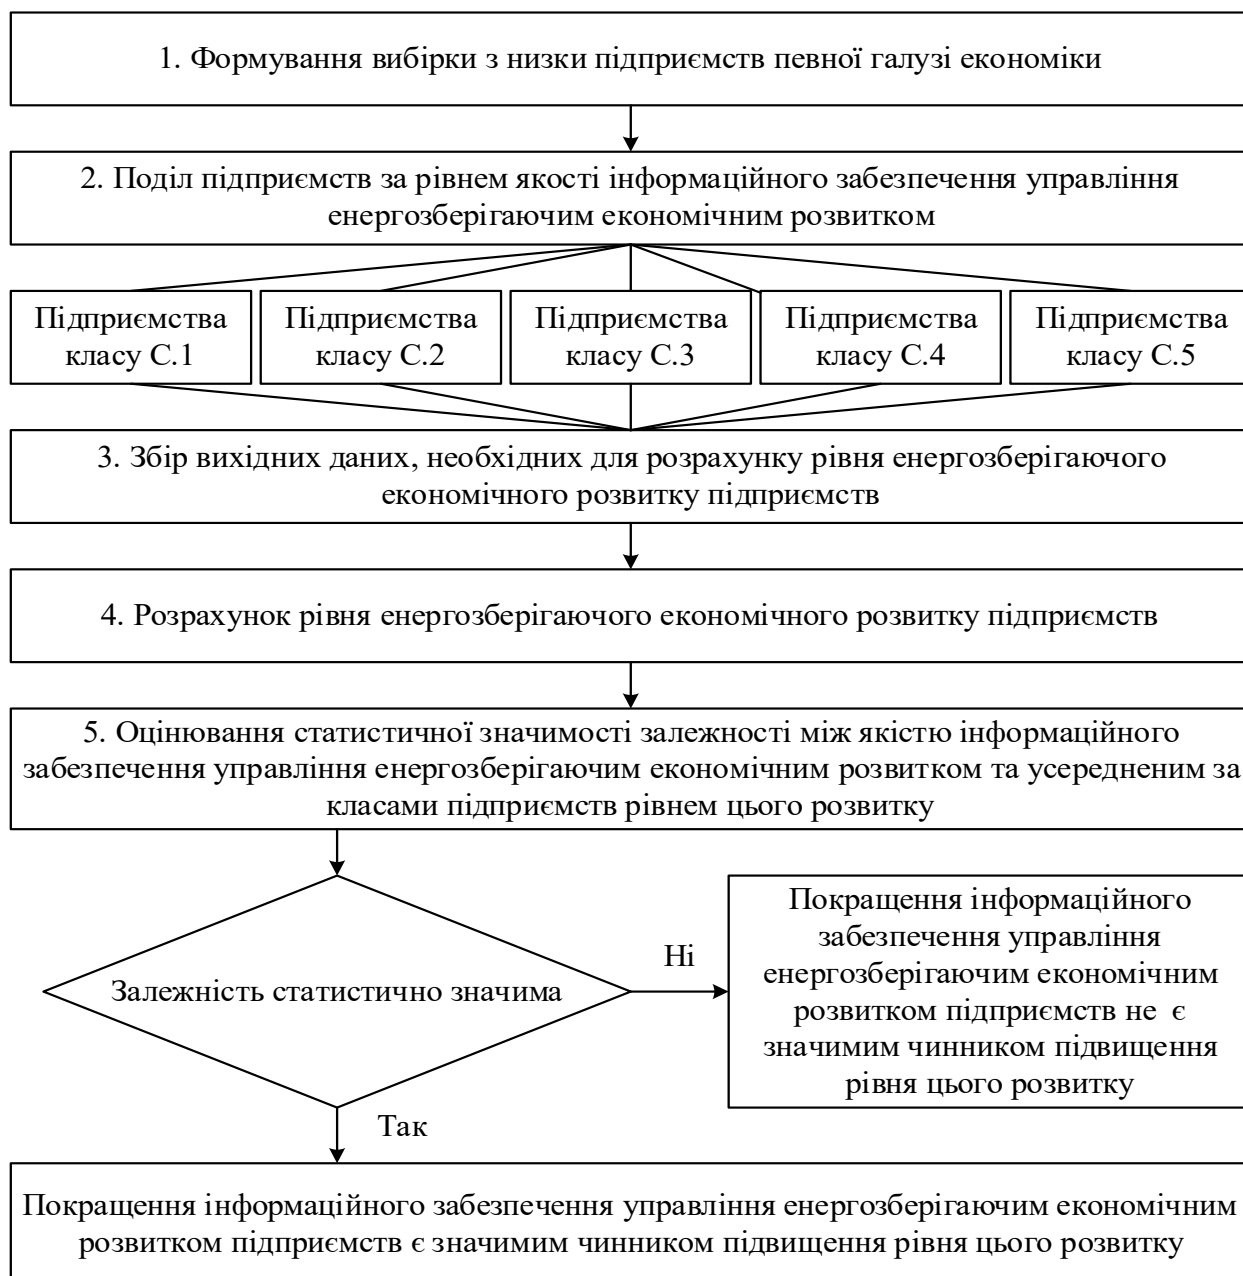 1. Формування вибірки з низки підприємств певної галузі економіки
2. Поділ підприємств за рівнем якості інформаційного забезпечення управління
енергозберігаючим економічним розвитком
Підприємства
класу С.1
Підприємства
класу С.2
Підприємства
класу С.3
Підприємства
класу С.4
Підприємства
класу С.5
3. Збір вихідних даних, необхідних для розрахунку рівня енергозберігаючого
економічного розвитку підприємств
4. Розрахунок рівня енергозберігаючого економічного розвитку підприємств
5. Оцінювання статистичної значимості залежності між якістю інформаційного
забезпечення управління енергозберігаючим економічним розвитком та усередненим за
класами підприємств рівнем цього розвитку
Залежність статистично значима
Ні
Покращення інформаційного
забезпечення управління
енергозберігаючим економічним
розвитком підприємств не є
значимим чинником підвищення
рівня цього розвитку
Так
Покращення інформаційного забезпечення управління енергозберігаючим економічним
розвитком підприємств є значимим чинником підвищення рівня цього розвитку